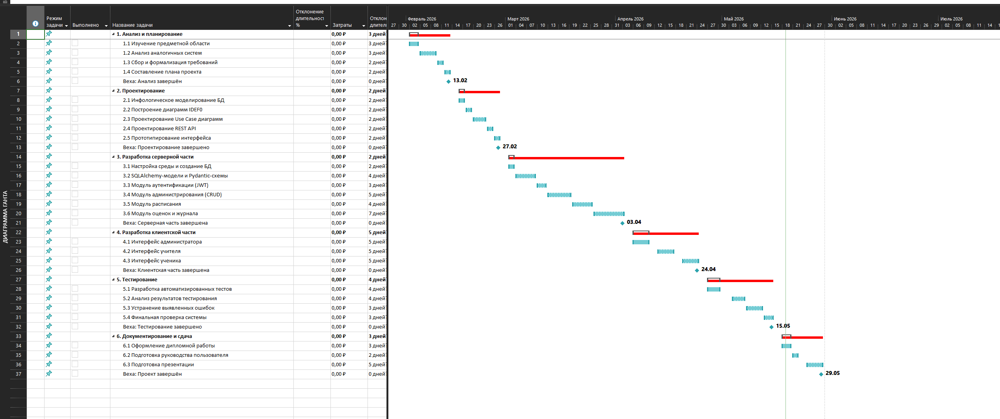 В
Режим задачи
Выполнено
Название задачи
Отклонение длительност %
Затраты
Отклон длител
Февраль 2026 Март 2026 Апрель 2026 Май 2026 Июнь 2026 Июль 2026
27 30 02 05 08 11 14 17 20 23 26 01 04 07 10 13 16 19 22 25 28 31 03 06 09 12 15 18 21 24 27 30 03 06 09 12 15 18 21 24 27 30 02 05 08 11 14 17 20 23 26 29 02 05 08 11 14
ДИАГРАММА ГАНТА
1 1. Анализ и планирование 0,00 ₽ 3 дней
2 1.1 Изучение предметной области 0,00 ₽ 3 дней
3 1.2 Анализ аналогичных систем 0,00 ₽ 3 дней
4 1.3 Сбор и формализация требований 0,00 ₽ 2 дней
5 1.4 Составление плана проекта 0,00 ₽ 2 дней
6 Веха: Анализ завершён 0,00 ₽ 0 дней 13.02
7 2. Проектирование 0,00 ₽ 2 дней
8 2.1 Инфологическое моделирование БД 0,00 ₽ 2 дней
9 2.2 Построение диаграмм IDEF0 0,00 ₽ 2 дней
10 2.3 Проектирование Use Case диаграмм 0,00 ₽ 2 дней
11 2.4 Проектирование REST API 0,00 ₽ 2 дней
12 2.5 Прототипирование интерфейса 0,00 ₽ 2 дней
13 Веха: Проектирование завершено 0,00 ₽ 0 дней 27.02
14 3. Разработка серверной части 0,00 ₽ 2 дней
15 3.1 Настройка среды и создание БД 0,00 ₽ 2 дней
16 3.2 SQLAlchemy-модели и Pydantic-схемы 0,00 ₽ 4 дней
17 3.3 Модуль аутентификации (JWT) 0,00 ₽ 3 дней
18 3.4 Модуль администрирования (CRUD) 0,00 ₽ 5 дней
19 3.5 Модуль расписания 0,00 ₽ 4 дней
20 3.6 Модуль оценок и журнала 0,00 ₽ 7 дней
21 Веха: Серверная часть завершена 0,00 ₽ 0 дней 03.04
22 4. Разработка клиентской части 0,00 ₽ 5 дней
23 4.1 Интерфейс администратора 0,00 ₽ 5 дней
24 4.2 Интерфейс учителя 0,00 ₽ 5 дней
25 4.3 Интерфейс ученика 0,00 ₽ 5 дней
26 Веха: Клиентская часть завершена 0,00 ₽ 0 дней 24.04
27 5. Тестирование 0,00 ₽ 4 дней
28 5.1 Разработка автоматизированных тестов 0,00 ₽ 4 дней
29 5.2 Анализ результатов тестирования 0,00 ₽ 4 дней
30 5.3 Устранение выявленных ошибок 0,00 ₽ 3 дней
31 5.4 Финальная проверка системы 0,00 ₽ 3 дней
32 Веха: Тестирование завершено 0,00 ₽ 0 дней 15.05
33 6. Документирование и сдача 0,00 ₽ 3 дней
34 6.1 Оформление дипломной работы 0,00 ₽ 3 дней
35 6.2 Подготовка руководства пользователя 0,00 ₽ 2 дней
36 6.3 Подготовка презентации 0,00 ₽ 5 дней
37 Веха: Проект завершён 0,00 ₽ 0 дней 29.05